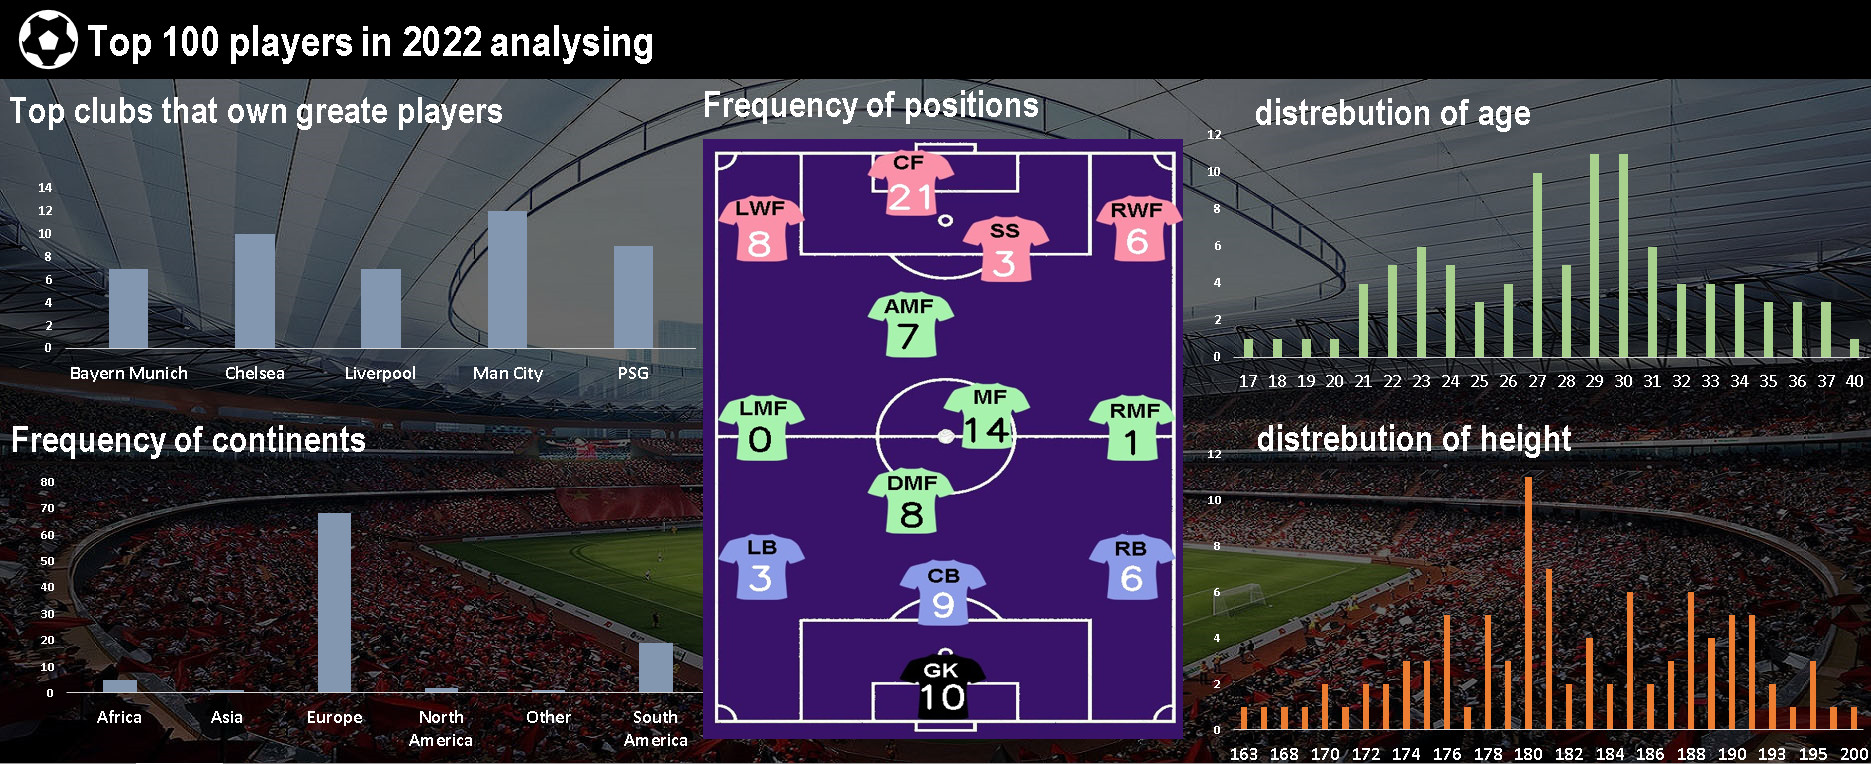 Top 100 players in 2022 analysing
Top clubs that own greate players
14
12
10
8
6
4
2
0
Bayern Munich Chelsea Liverpool Man City PSG
Frequency of continents
80
70
60
50
40
30
20
10
0
Africa Asia Europe North America Other South America
Frequency of positions
CF
21
LWF
8
RWF
6
SS
3
AMF
7
MF
14
LMF
0
RMF
1
DMF
8
LB
3
RB
6
CB
9
GK
10
distrebution of age
12
10
8
6
4
2
0
17 18 19 20 21 22 23 24 25 26 27 28 29 30 31 32 33 34 35 36 37 40
distrebution of height
12
10
8
6
4
2
0
163 168 170 172 174 176 178 180 182 184 186 188 190 193 195 200